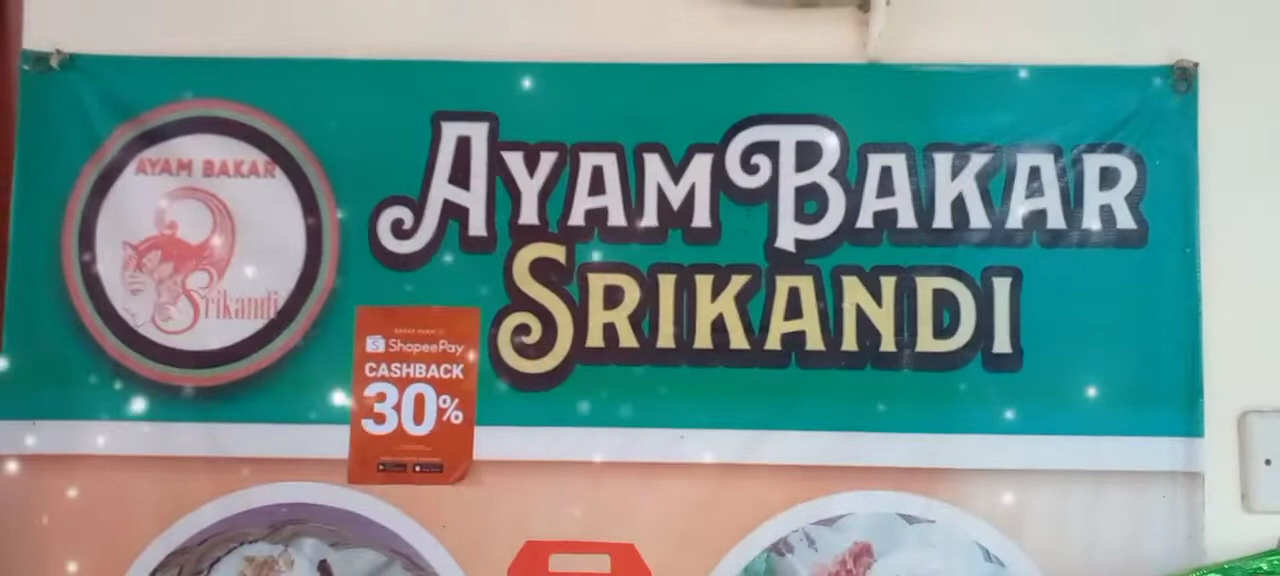 AYAM BAKAR
Srikandi
AYAM BAKAR
SRIKANDI
ShopeePay
CASHBACK
30%